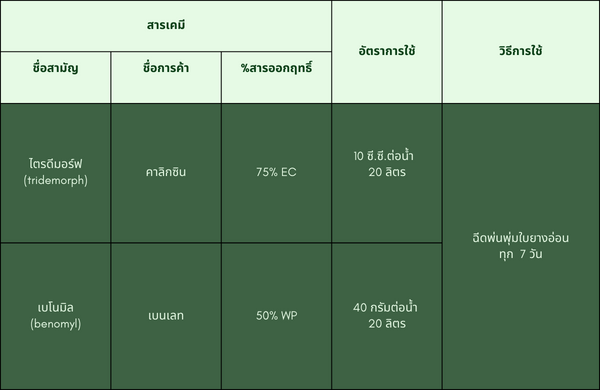 สารเคมี
อัตราการใช้
วิธีการใช้
ชื่อสามัญ
ชื่อการค้า
%สารออกฤทธิ์
ไตรดีมอร์ฟ
(tridemorph)
คาลิกซิน
75% EC
10 ซี.ซี.ต่อน้ำ
20 ลิตร
ฉีดพ่นพุ่มใบยางอ่อน
ทุก 7 วัน
เบโนมิล
(benomyl)
เบนเลท
50% WP
40 กรัมต่อน้ำ
20 ลิตร